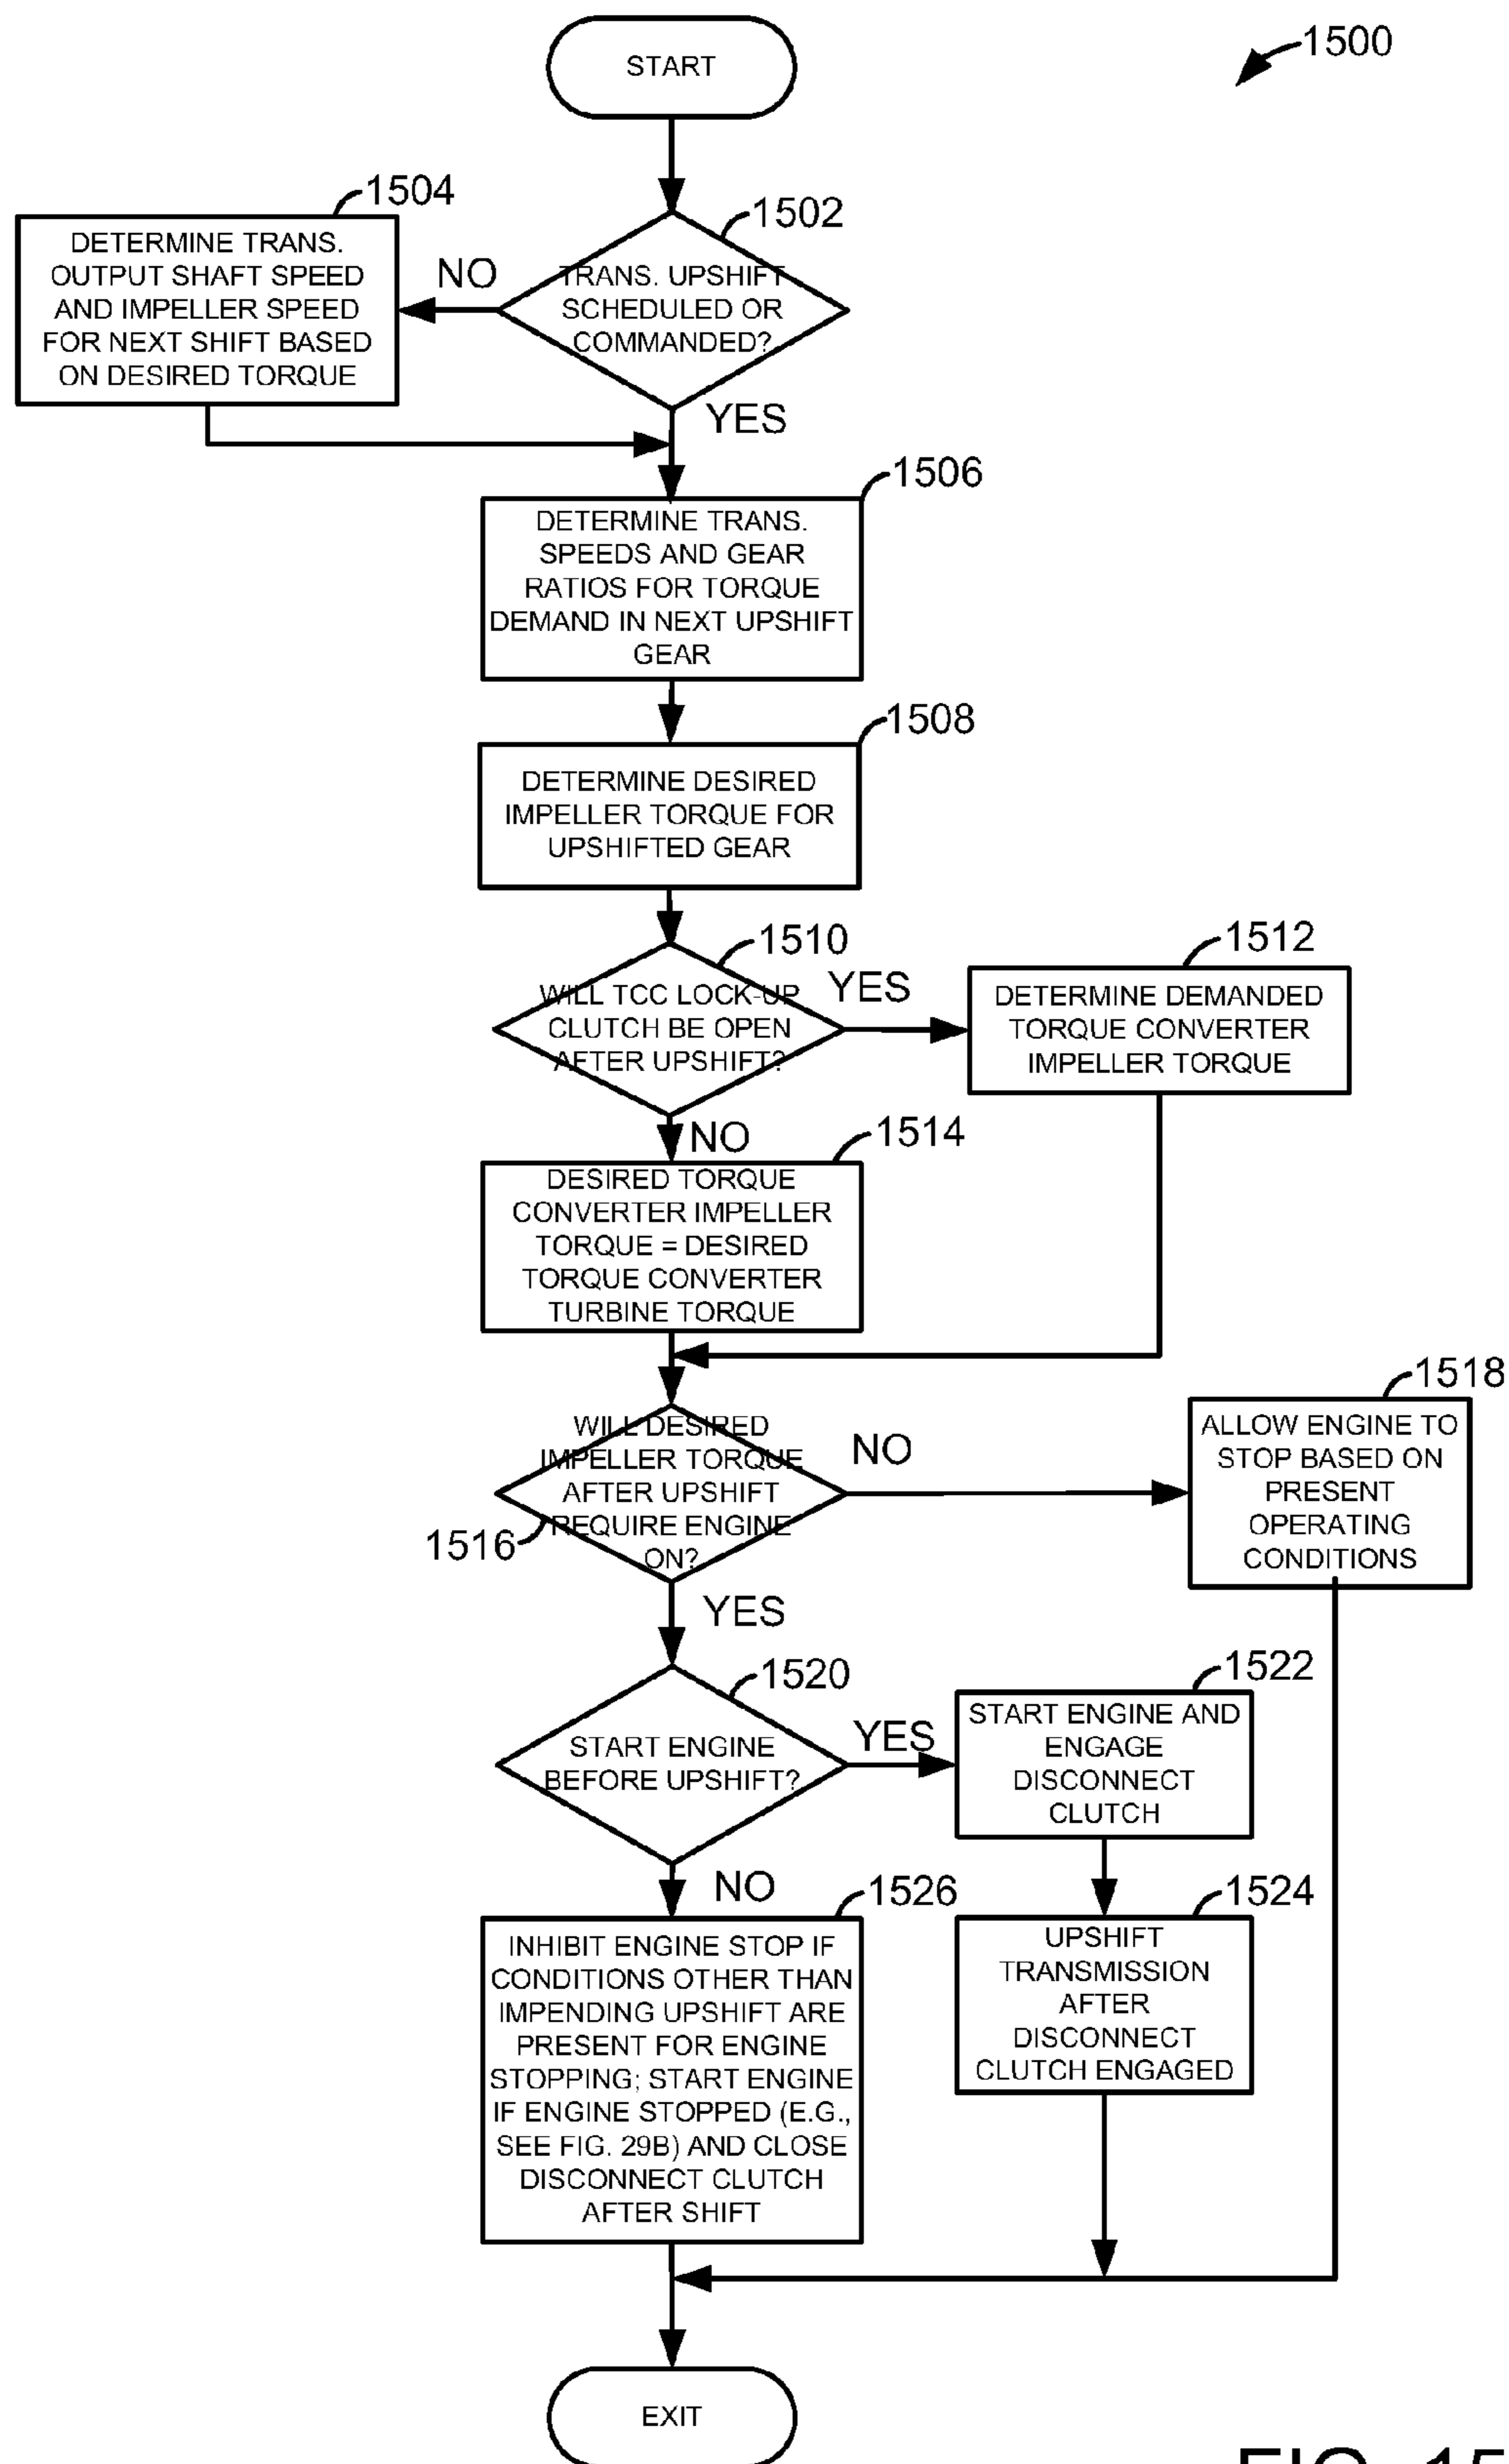 START
1500
1504
1502
DETERMINE TRANS.
OUTPUT SHAFT SPEED
AND IMPELLER SPEED
FOR NEXT SHIFT BASED
ON DESIRED TORQUE
NO
TRANS. UPSHIFT
SCHEDULED OR
COMMANDED?
YES
1506
DETERMINE TRANS.
SPEEDS AND GEAR
RATIOS FOR TORQUE
DEMAND IN NEXT UPSHIFT
GEAR
1508
DETERMINE DESIRED
IMPELLER TORQUE FOR
UPSHIFTED GEAR
1510
WILL TCC LOCK-UP
CLUTCH BE OPEN
AFTER UPSHIFT?
YES
1512
DETERMINE DEMANDED
TORQUE CONVERTER
IMPELLER TORQUE
NO
1514
DESIRED TORQUE
CONVERTER IMPELLER
TORQUE = DESIRED
TORQUE CONVERTER
TURBINE TORQUE
WILL DESIRED
IMPELLER TORQUE
AFTER UPSHIFT
REQUIRE ENGINE
ON?
1516
NO
1518
ALLOW ENGINE TO
STOP BASED ON
PRESENT
OPERATING
CONDITIONS
YES
1520
START ENGINE
BEFORE UPSHIFT?
YES
1522
START ENGINE AND
ENGAGE
DISCONNECT
CLUTCH
NO
1526
INHIBIT ENGINE STOP IF
CONDITIONS OTHER THAN
IMPENDING UPSHIFT ARE
PRESENT FOR ENGINE
STOPPING; START ENGINE
IF ENGINE STOPPED (E.G.,
SEE FIG. 29B) AND CLOSE
DISCONNECT CLUTCH
AFTER SHIFT
1524
UPSHIFT
TRANSMISSION
AFTER
DISCONNECT
CLUTCH ENGAGED
EXIT
FIG. 15